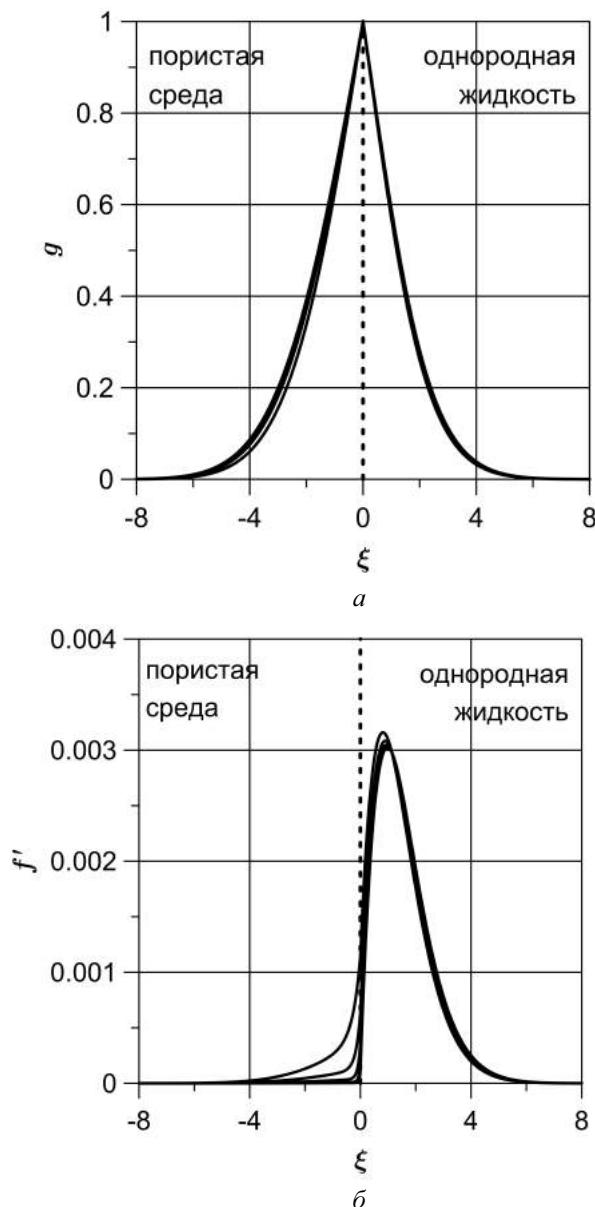 1
0.8
0.6
0.4
0.2
0
g
пористая
среда
однородная
жидкость
-8
-4
0
4
8
ξ
а
0.004
0.003
0.002
0.001
0
f'
пористая
среда
однородная
жидкость
-8
-4
0
4
8
ξ
б